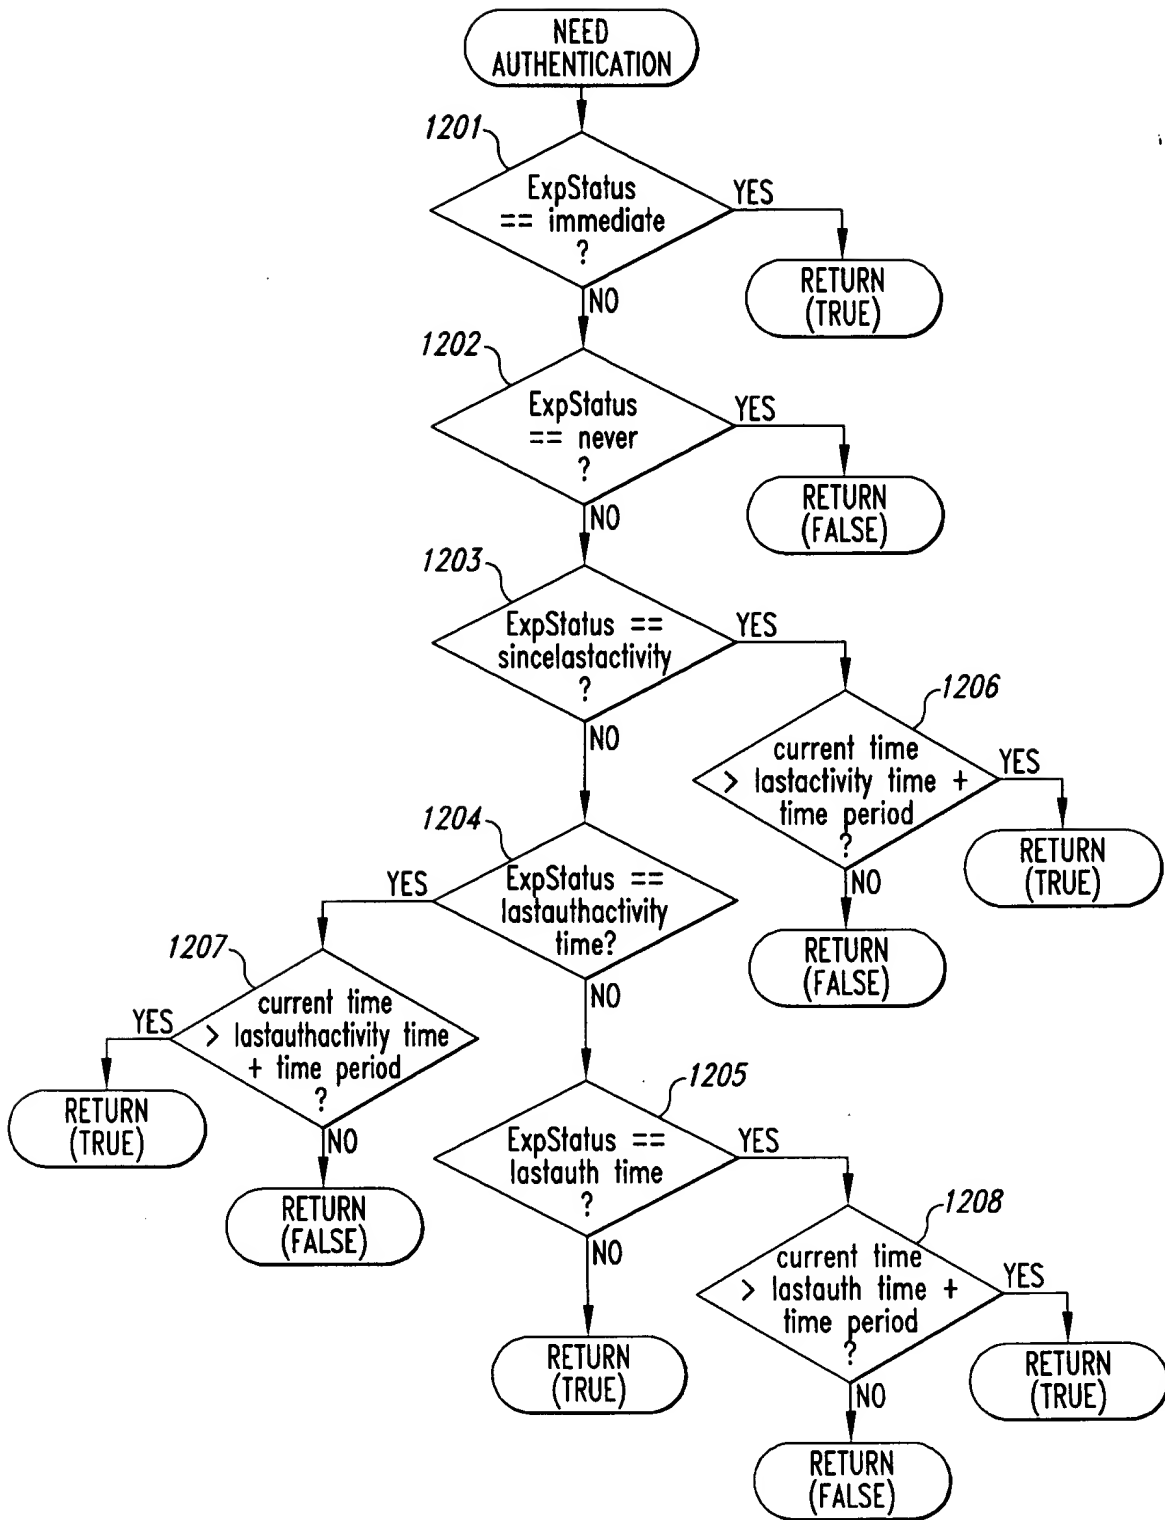 NEED
AUTHENTICATION
1201
ExpStatus
== immediate
?
YES
RETURN
(TRUE)
NO
1202
ExpStatus
== never
?
YES
RETURN
(FALSE)
NO
1203
ExpStatus ==
sincelastactivity
?
YES
NO
1206
current time
> lastactivity time +
time period
?
YES
RETURN
(TRUE)
NO
RETURN
(FALSE)
1204
ExpStatus ==
lastauthactivity
time?
YES
NO
1207
current time
> lastauthactivity time
+ time period
?
YES
RETURN
(TRUE)
NO
RETURN
(FALSE)
1205
ExpStatus ==
lastauth time
?
YES
NO
RETURN
(TRUE)
1208
current time
> lastauth time +
time period
?
YES
RETURN
(TRUE)
NO
RETURN
(FALSE)